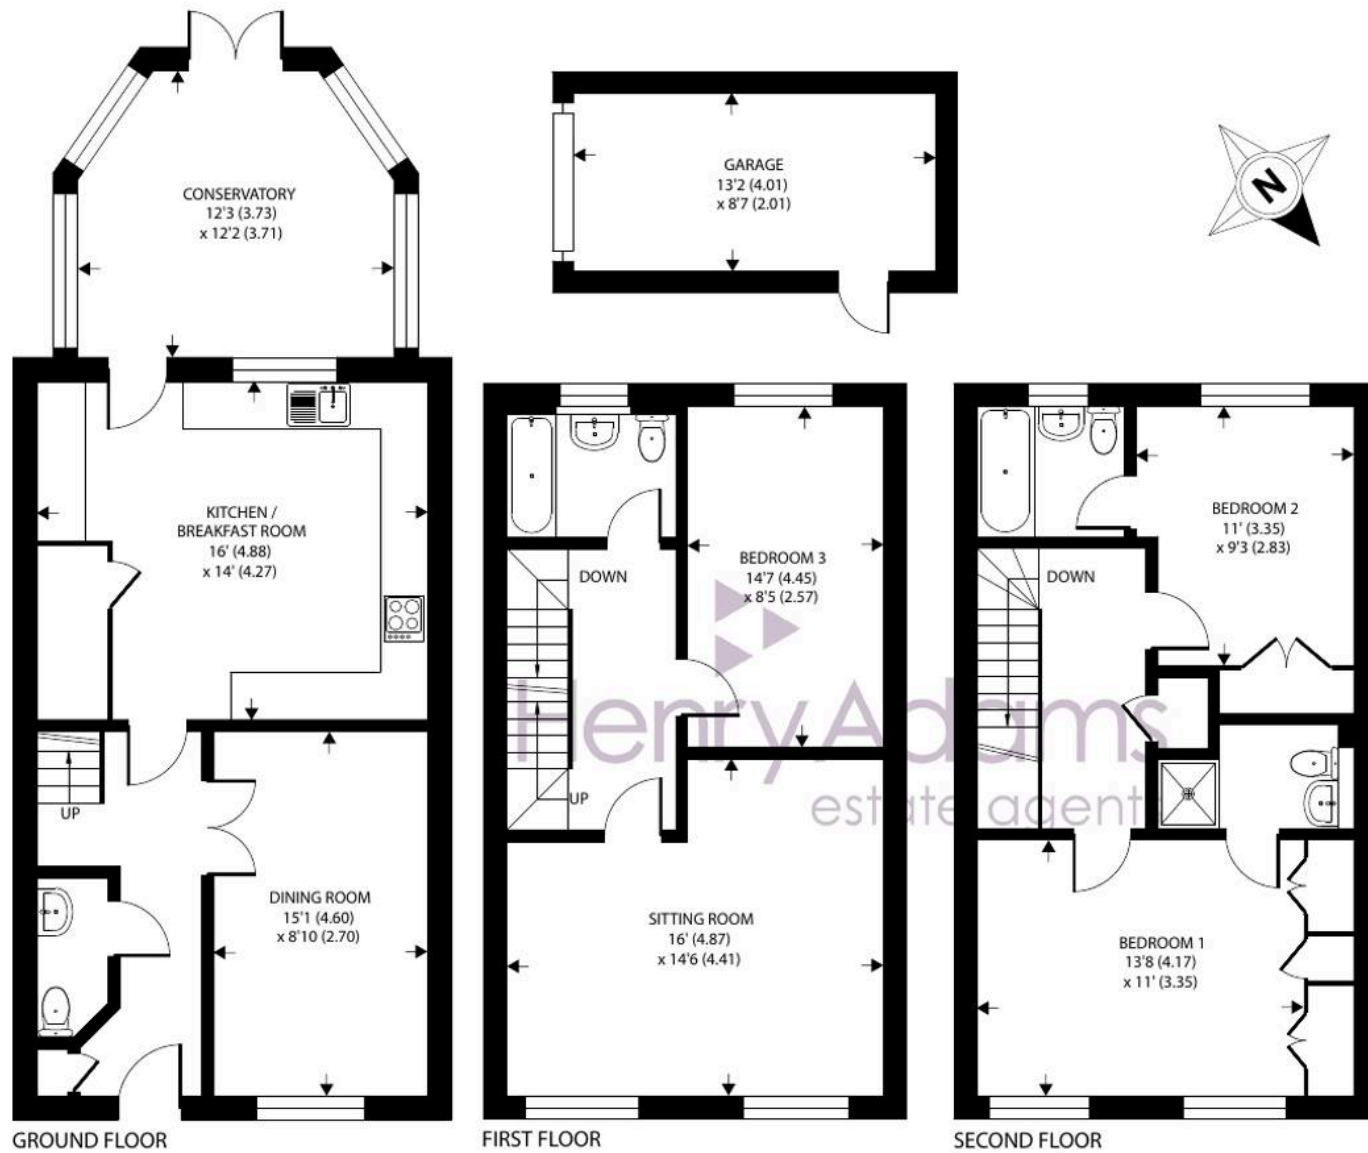 CONSERVATORY
12'3 (3.73)
x 12'2 (3.71)
GARAGE
13'2 (4.01)
x 8'7 (2.01)
N
KITCHEN /
BREAKFAST ROOM
16' (4.88)
x 14' (4.27)
UP
DINING ROOM
15'1 (4.60)
x 8'10 (2.70)
GROUND FLOOR
DOWN
BEDROOM 3
14'7 (4.45)
x 8'5 (2.57)
UP
SITTING ROOM
16' (4.87)
x 14'6 (4.41)
FIRST FLOOR
BEDROOM 2
11' (3.35)
x 9'3 (2.83)
DOWN
BEDROOM 1
13'8 (4.17)
x 11' (3.35)
SECOND FLOOR
HenryAdams
estate agents